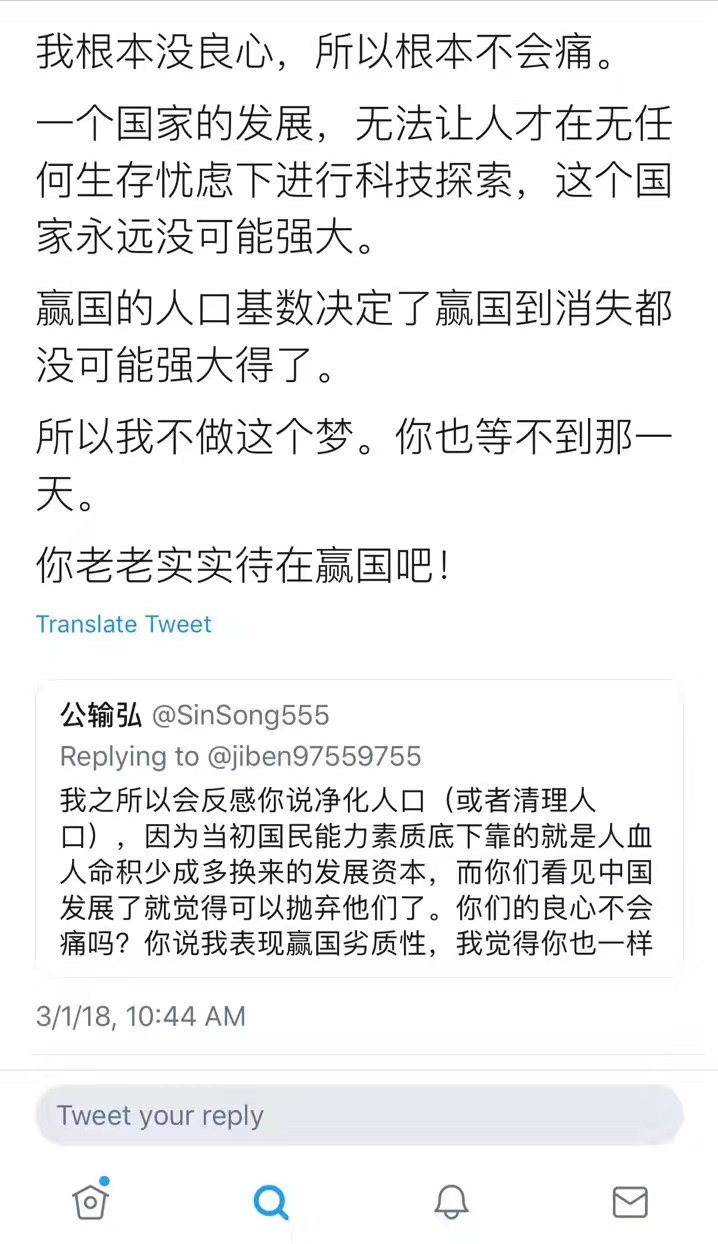 我根本没良心，所以根本不会痛。
一个国家的发展，无法让人才在无任
何生存忧虑下进行科技探索，这个国
家永远没可能强大。
赢国的人口基数决定了赢国到消失都
没可能强大得了。
所以我不做这个梦。你也等不到那一
天。
你老老实实待在赢国吧！
Translate Tweet
公输弘 @SinSong555
Replying to @jiben97559755
我之所以会反感你说净化人口（或者清理人
口），因为当初国民能力素质底下靠的就是人血
人命积少成多换来的发展资本，而你们看见中国
发展了就觉得可以抛弃他们了。你们的良心不会
痛吗？你说我表现赢国劣质性，我觉得你也一样
3/1/18, 10:44 AM
Tweet your reply